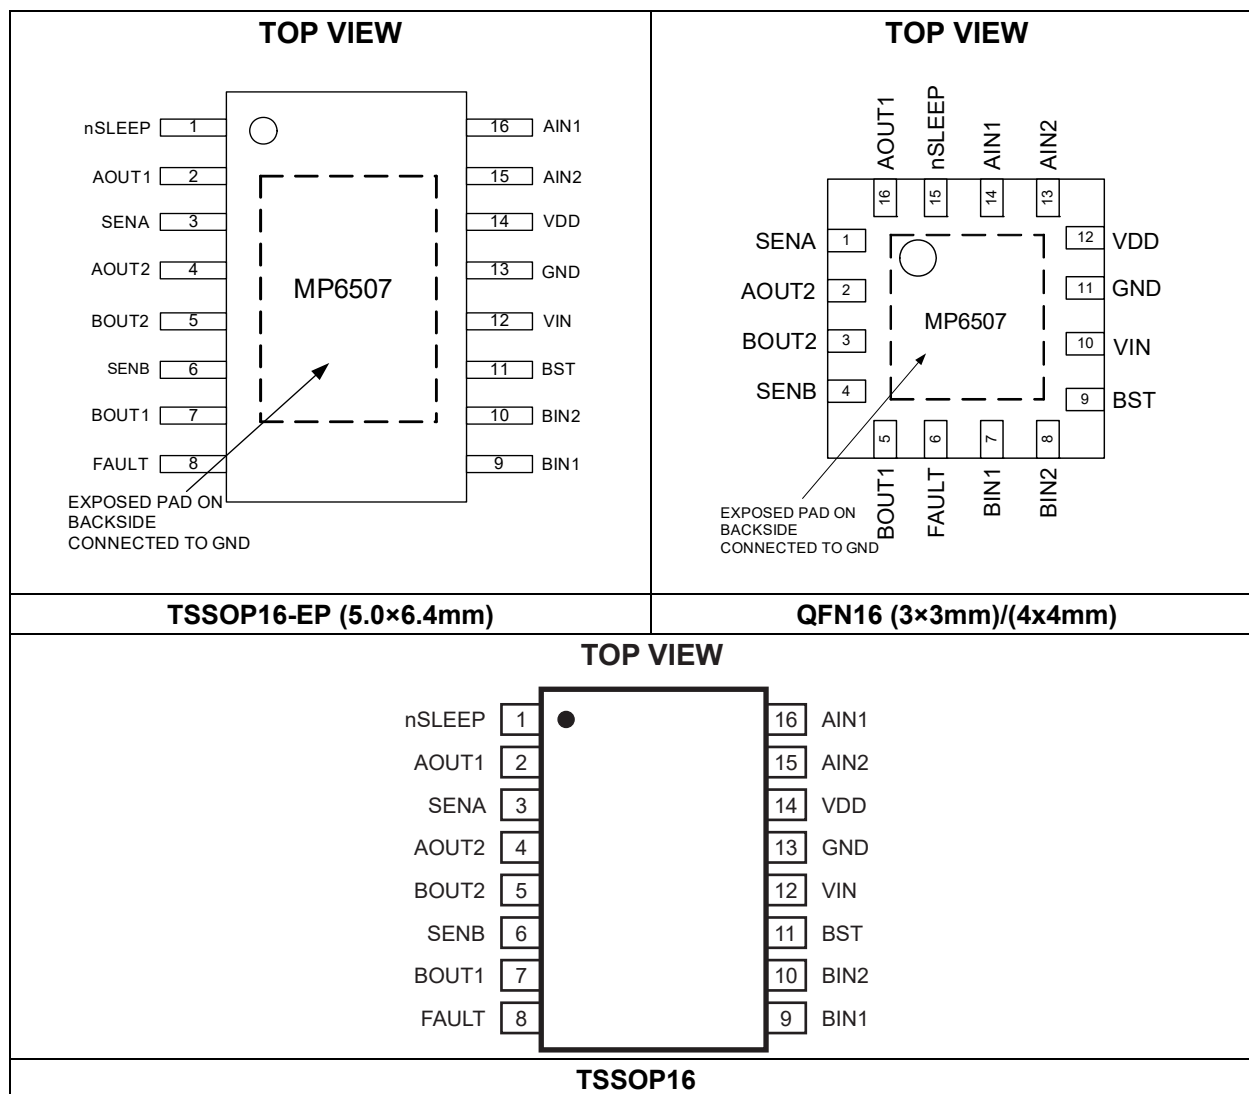 TOP VIEW
nSLEEP 1
AOUT1 2
SENA 3
AOUT2 4
BOUT2 5
SENB 6
BOUT1 7
FAULT 8
16 AIN1
15 AIN2
14 VDD
13 GND
12 VIN
11 BST
10 BIN2
9 BIN1
MP6507
EXPOSED PAD ON
BACKSIDE
CONNECTED TO GND
TSSOP16-EP (5.0×6.4mm)
TOP VIEW
AOUT1 16
nSLEEP 15
AIN1 14
AIN2 13
SENA 1
AOUT2 2
BOUT2 3
SENB 4
12 VDD
11 GND
10 VIN
9 BST
MP6507
BOUT1 5
FAULT 6
BIN1 7
BIN2 8
EXPOSED PAD ON
BACKSIDE
CONNECTED TO GND
QFN16 (3×3mm)/(4x4mm)
TOP VIEW
nSLEEP 1
AOUT1 2
SENA 3
AOUT2 4
BOUT2 5
SENB 6
BOUT1 7
FAULT 8
16 AIN1
15 AIN2
14 VDD
13 GND
12 VIN
11 BST
10 BIN2
9 BIN1
TSSOP16